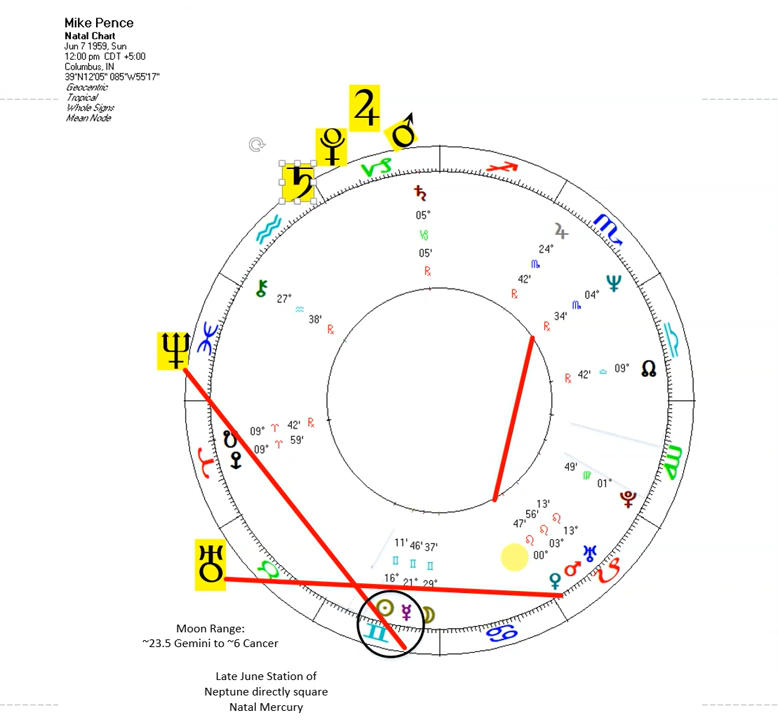 Mike Pence
Natal Chart
Jun 7 1959, Sun
12:00 pm CDT +5:00
Columbus, IN
39°N12'05" 085°W55'17"
Geocentric
Tropical
Whole Signs
Mean Node
♃
♂
♇
♄
♑
♐
♒
♏
♄
05°
♑
05'
℞
♃
24°
♏
42'
℞
♆
04°
♏
34'
℞
⚷
27°
♒
38'
℞
♆
♓
♎
℞ 42' ♎ 09° ☊
☋ 09° ♈ 42' ℞
09° ♈ 59'
♈
♍
49' ♍ 01° ♇
13' ♌ 13° ♅
56' ♌ 03° ♂
47' ♌ 00° ♀
♅
♉
♌
11' 46' 37'
♊ ♊ ♊
16° 21° 29°
☉ ☿ ☽
♊
♋
Moon Range:
~23.5 Gemini to ~6 Cancer
Late June Station of
Neptune directly square
Natal Mercury